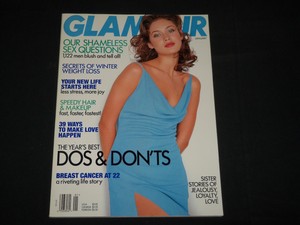 GLAMOUR
OUR SHAMELESS
SEX QUESTIONS
1,122 men blush and tell all!
SECRETS OF WINTER
WEIGHT LOSS
YOUR NEW LIFE
STARTS HERE
less stress, more joy
SPEEDY HAIR
& MAKEUP
fast, faster, fastest!
39 WAYS
TO MAKE LOVE
HAPPEN
THE YEAR'S BEST
DOS & DON'TS
BREAST CANCER AT 22
a riveting life story
SISTER
STORIES OF
JEALOUSY,
LOYALTY,
LOVE